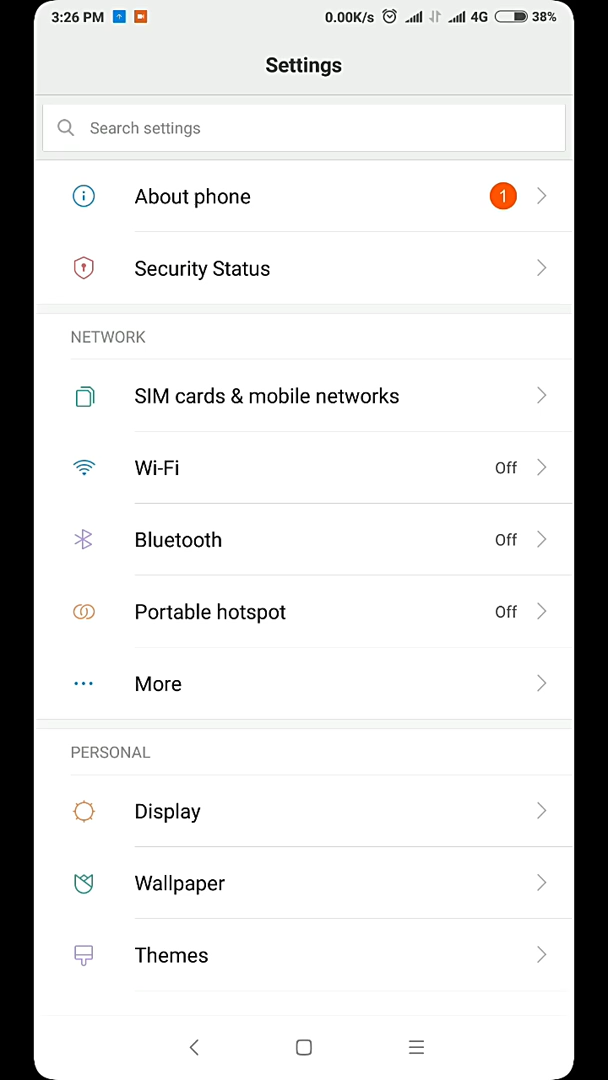 3:26 PM 0.00K/s 4G 38%
Settings
Search settings
About phone 1
Security Status
NETWORK
SIM cards & mobile networks
Wi-Fi Off
Bluetooth Off
Portable hotspot Off
More
PERSONAL
Display
Wallpaper
Themes